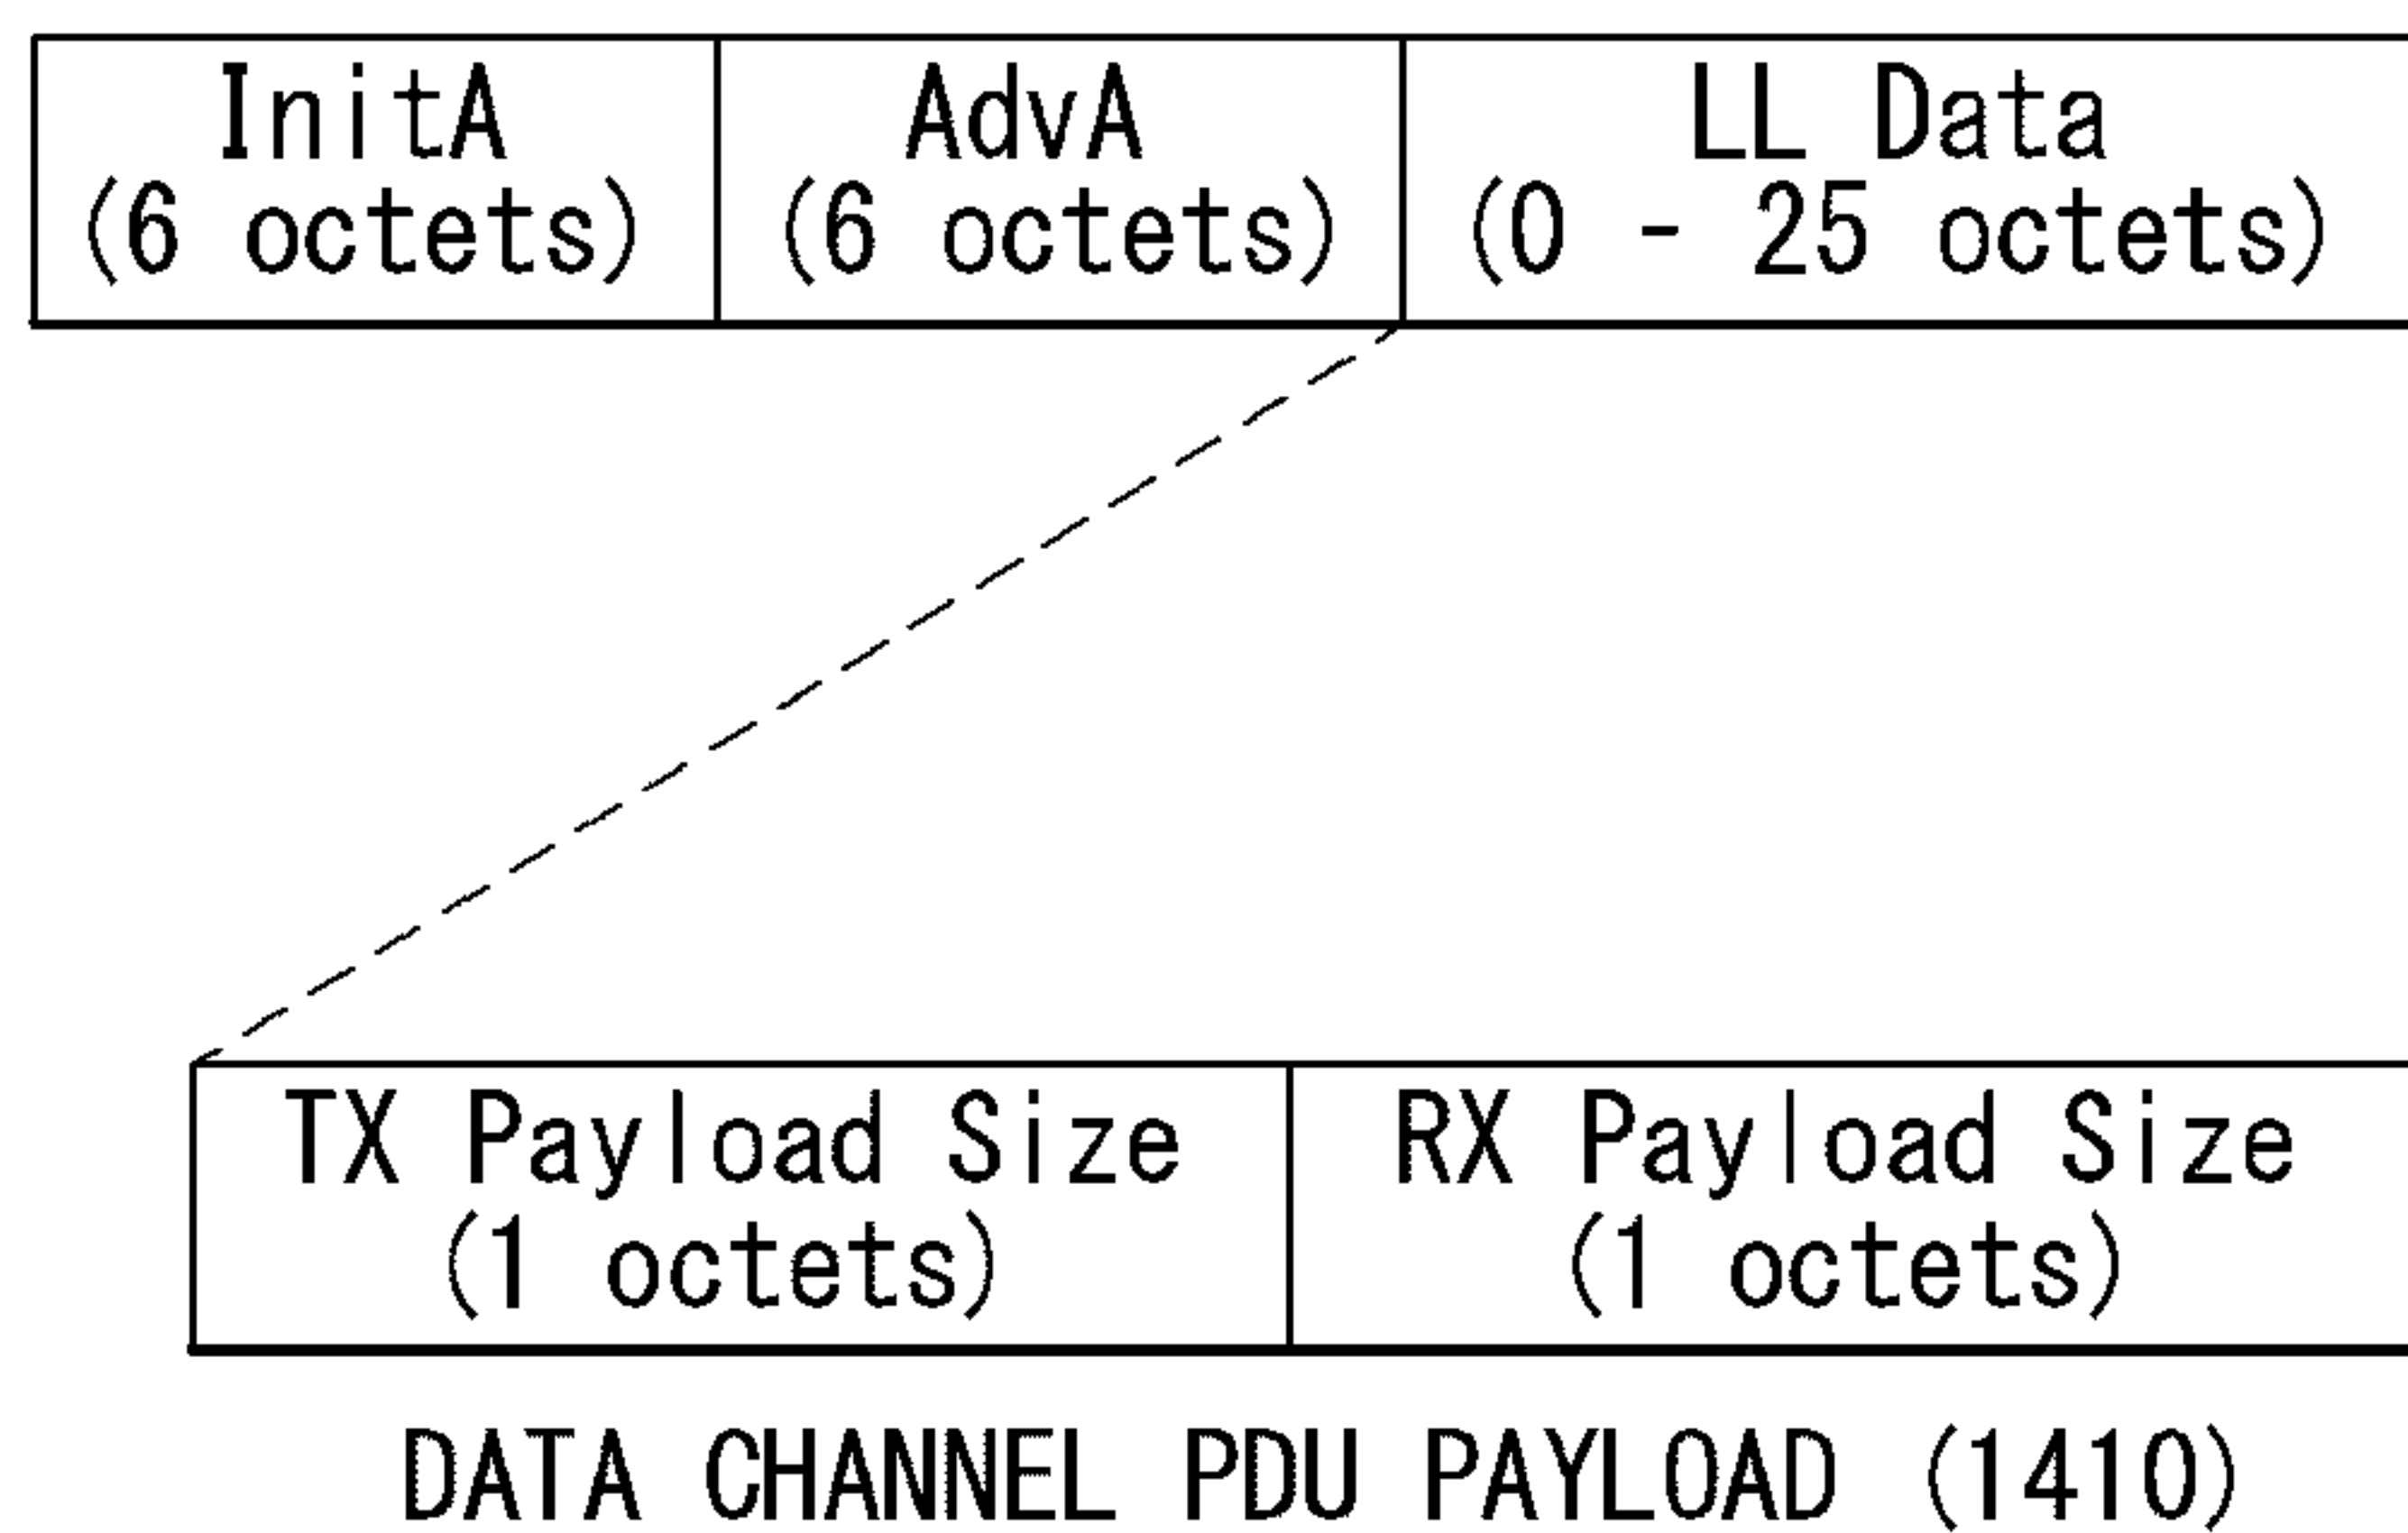 InitA AdvA LL Data
(6 octets) (6 octets) (0 - 25 octets)
TX Payload Size RX Payload Size
(1 octets) (1 octets)
DATA CHANNEL PDU PAYLOAD (1410)